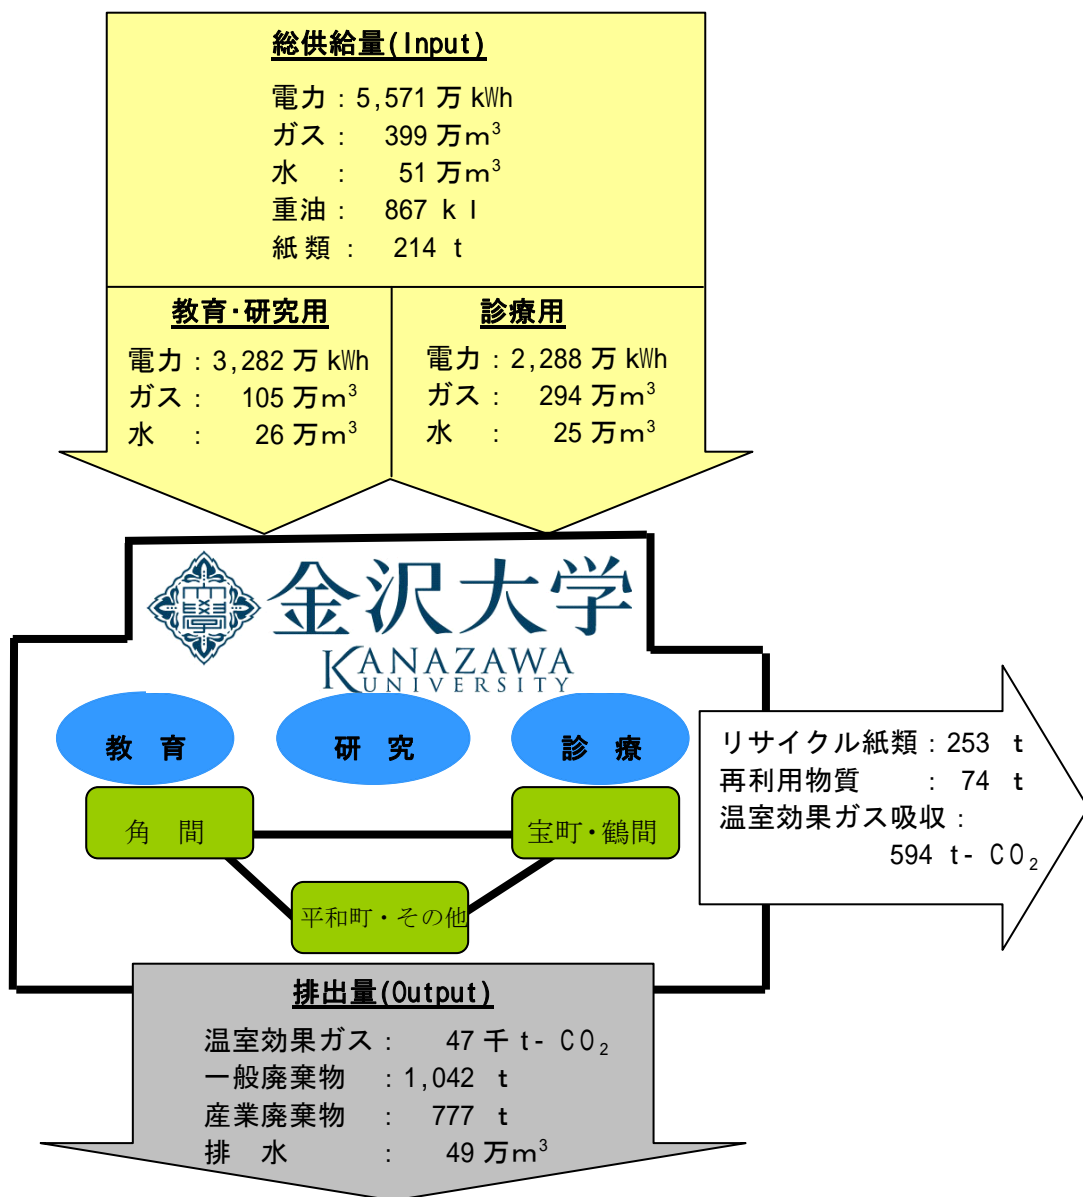 総供給量(Input)
電力：5,571 万 kWh
ガス： 399 万m³
水 ： 51 万m³
重油： 867 k l
紙類： 214 t
教育・研究用
電力：3,282 万 kWh
ガス： 105 万m³
水 ： 26 万m³
診療用
電力：2,288 万 kWh
ガス： 294 万m³
水 ： 25 万m³
金沢大学
KANAZAWA
UNIVERSITY
教 育
研 究
診 療
角 間
宝町・鶴間
平和町・その他
リサイクル紙類：253 t
再利用物質 ： 74 t
温室効果ガス吸収：
594 t- CO₂
排出量(Output)
温室効果ガス： 47 千 t- CO₂
一般廃棄物 ：1,042 t
産業廃棄物 ： 777 t
排 水 ： 49 万m³